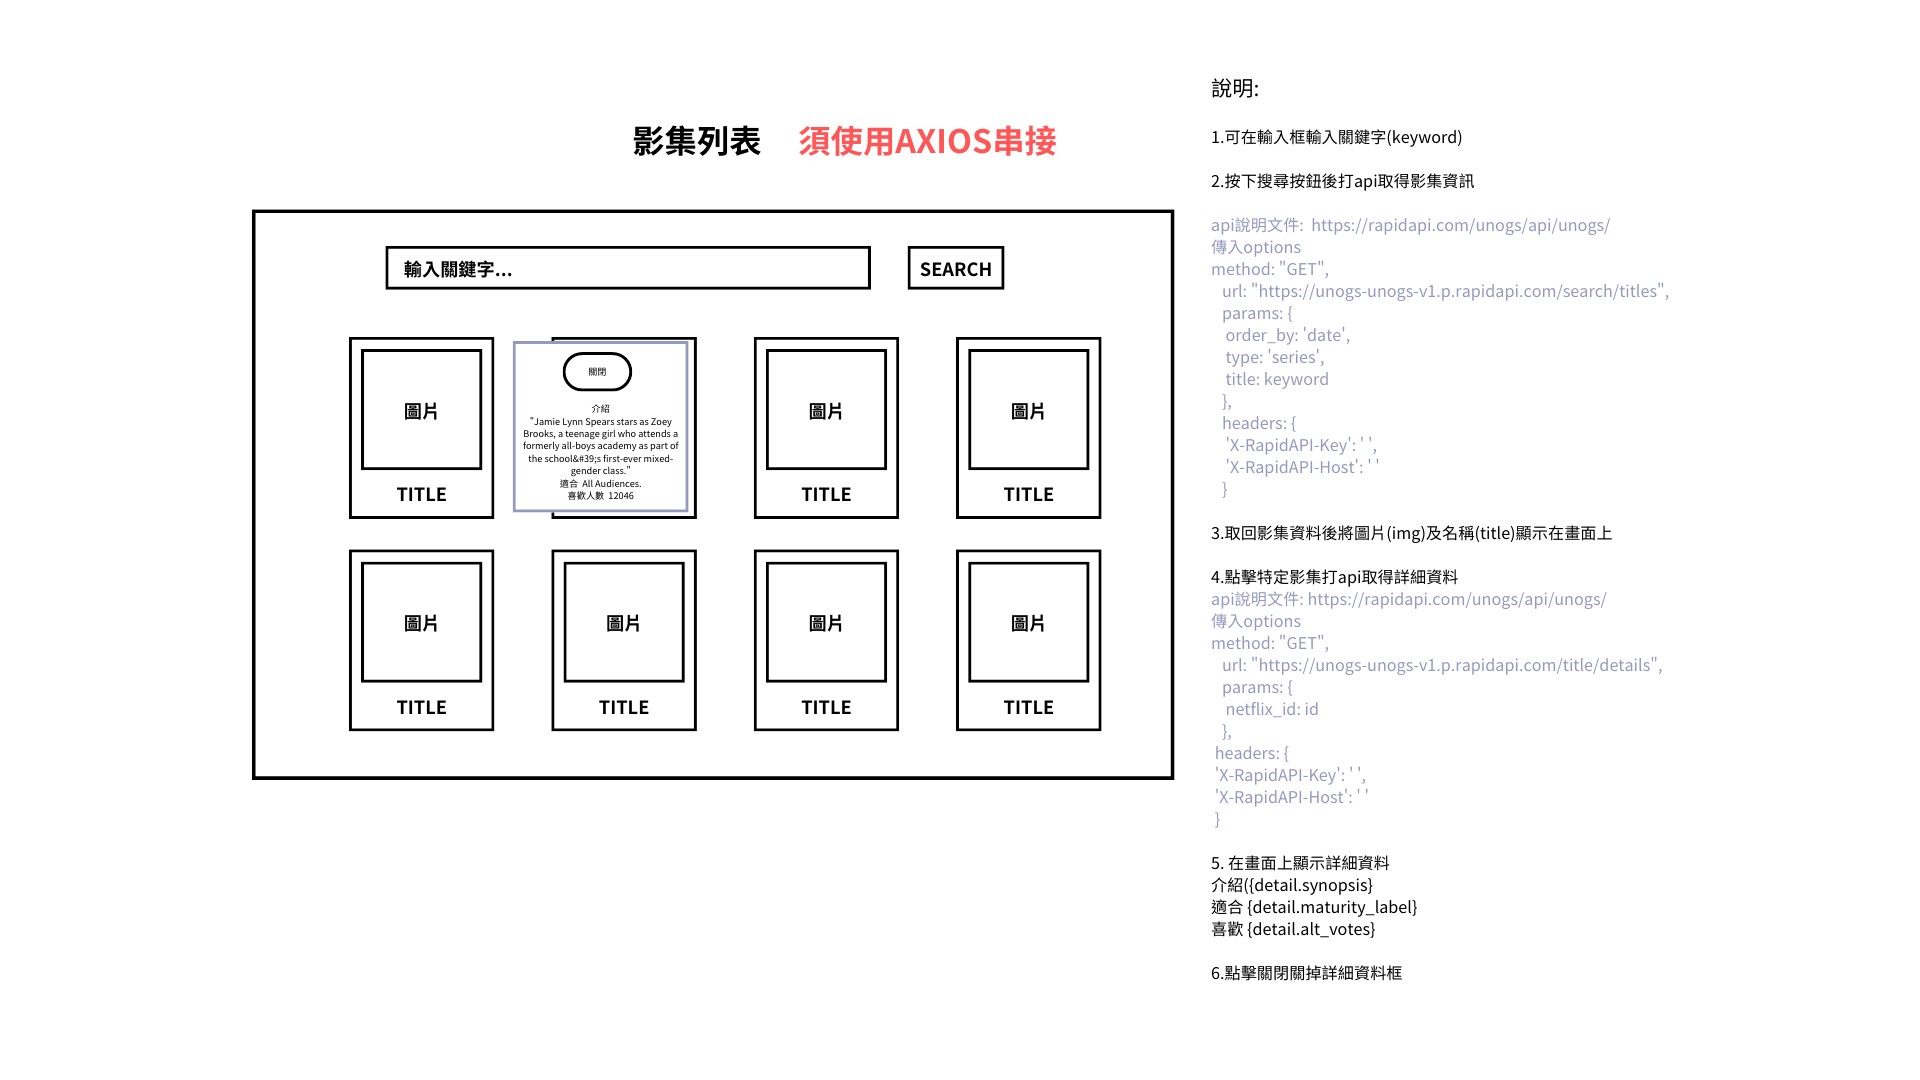 影集列表 須使用AXIOS串接
輸入關鍵字...
SEARCH
圖片
TITLE
關閉
介紹
"Jamie Lynn Spears stars as Zoey
Brooks, a teenage girl who attends a
formerly all-boys academy as part of
the school&#39;s first-ever mixed-
gender class."
適合 All Audiences.
喜歡人數 12046
圖片
TITLE
圖片
TITLE
圖片
TITLE
圖片
TITLE
圖片
TITLE
圖片
TITLE
說明:
1.可在輸入框輸入關鍵字(keyword)
2.按下搜尋按鈕後打api取得影集資訊
api說明文件: https://rapidapi.com/unogs/api/unogs/
傳入options
method: "GET",
url: "https://unogs-unogs-v1.p.rapidapi.com/search/titles",
params: {
order_by: 'date',
type: 'series',
title: keyword
},
headers: {
'X-RapidAPI-Key': ' ',
'X-RapidAPI-Host': ' '
}
3.取回影集資料後將圖片(img)及名稱(title)顯示在畫面上
4.點擊特定影集打api取得詳細資料
api說明文件: https://rapidapi.com/unogs/api/unogs/
傳入options
method: "GET",
url: "https://unogs-unogs-v1.p.rapidapi.com/title/details",
params: {
netflix_id: id
},
headers: {
'X-RapidAPI-Key': ' ',
'X-RapidAPI-Host': ' '
}
5. 在畫面上顯示詳細資料
介紹({detail.synopsis}
適合 {detail.maturity_label}
喜歡 {detail.alt_votes}
6.點擊關閉關掉詳細資料框